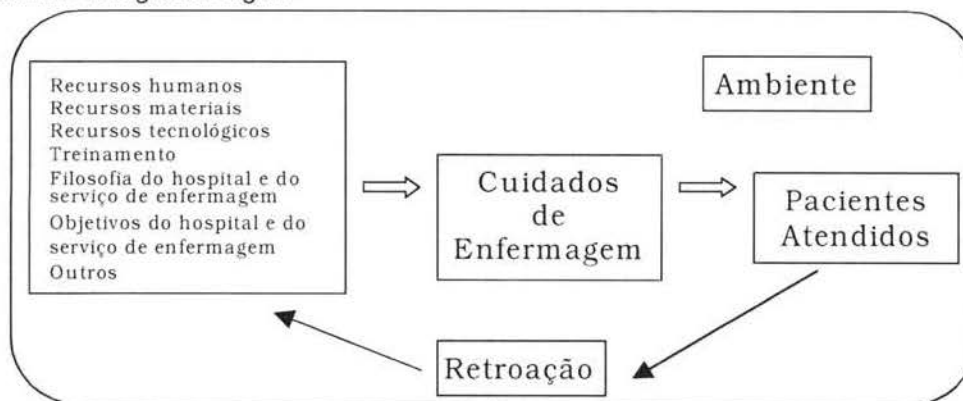 Recursos humanos
Recursos materiais
Recursos tecnológicos
Treinamento
Filosofia do hospital e do
serviço de enfermagem
Objetivos do hospital e do
serviço de enfermagem
Outros
Ambiente
Cuidados
de
Enfermagem
Pacientes
Atendidos
Retroação